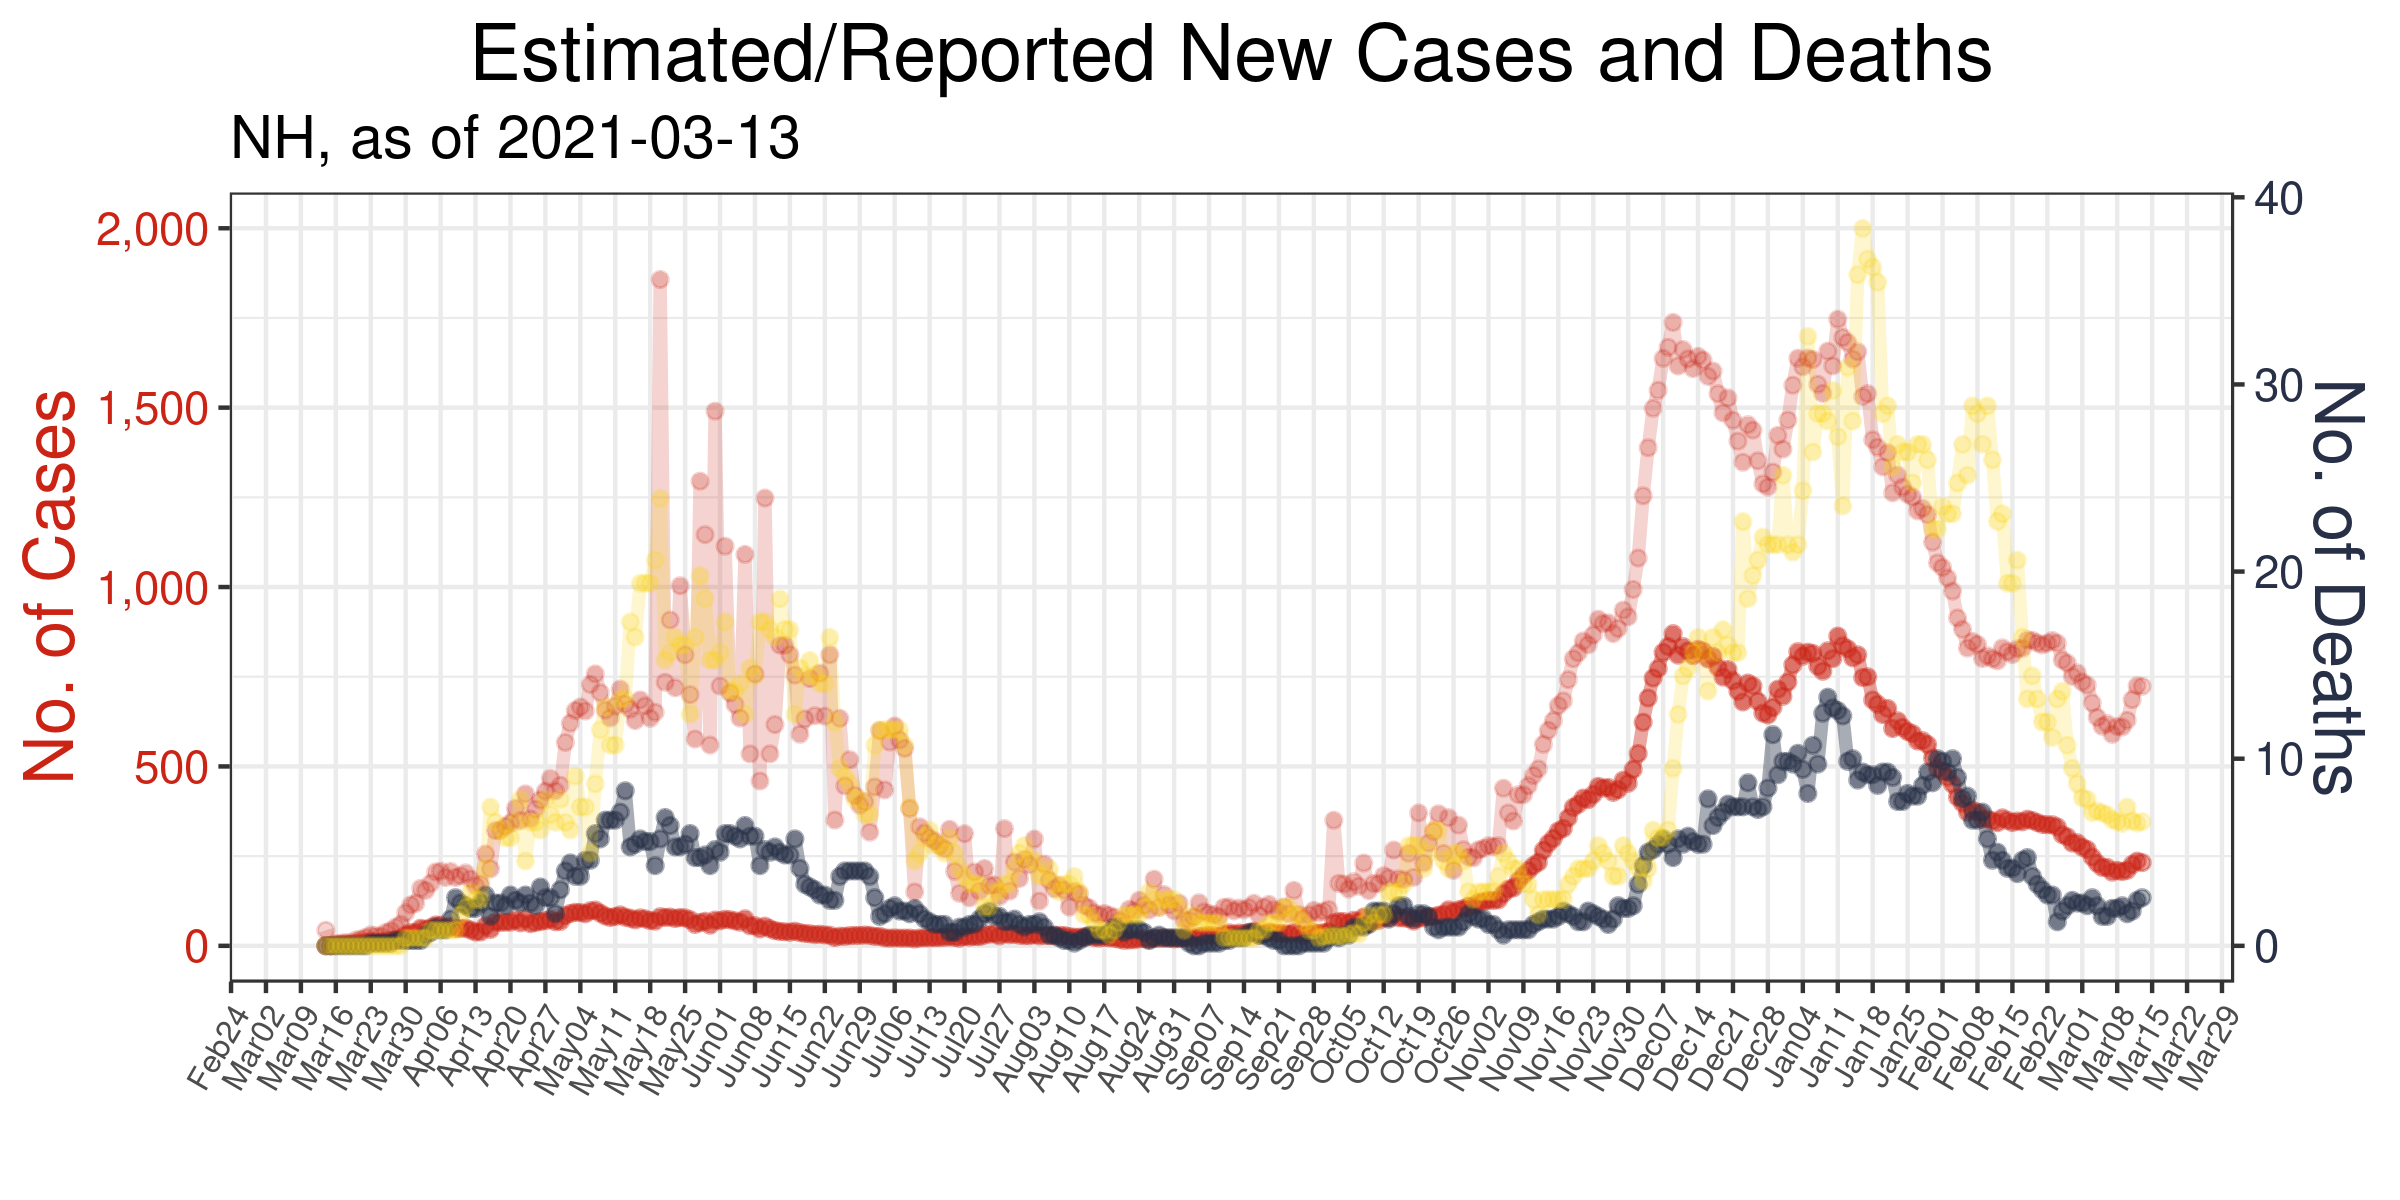 Estimated/Reported New Cases and Deaths
NH, as of 2021-03-13
No. of Cases
2,000
1,500
1,000
500
0
40
30
20
10
0
No. of Deaths
Feb24
Mar02
Mar09
Mar16
Mar23
Mar30
Apr06
Apr13
Apr20
Apr27
May04
May11
May18
May25
Jun01
Jun08
Jun15
Jun22
Jun29
Jul06
Jul13
Jul20
Jul27
Aug03
Aug10
Aug17
Aug24
Aug31
Sep07
Sep14
Sep21
Sep28
Oct05
Oct12
Oct19
Oct26
Nov02
Nov09
Nov16
Nov23
Nov30
Dec07
Dec14
Dec21
Dec28
Jan04
Jan11
Jan18
Jan25
Feb01
Feb08
Feb15
Feb22
Mar01
Mar08
Mar15
Mar22
Mar29